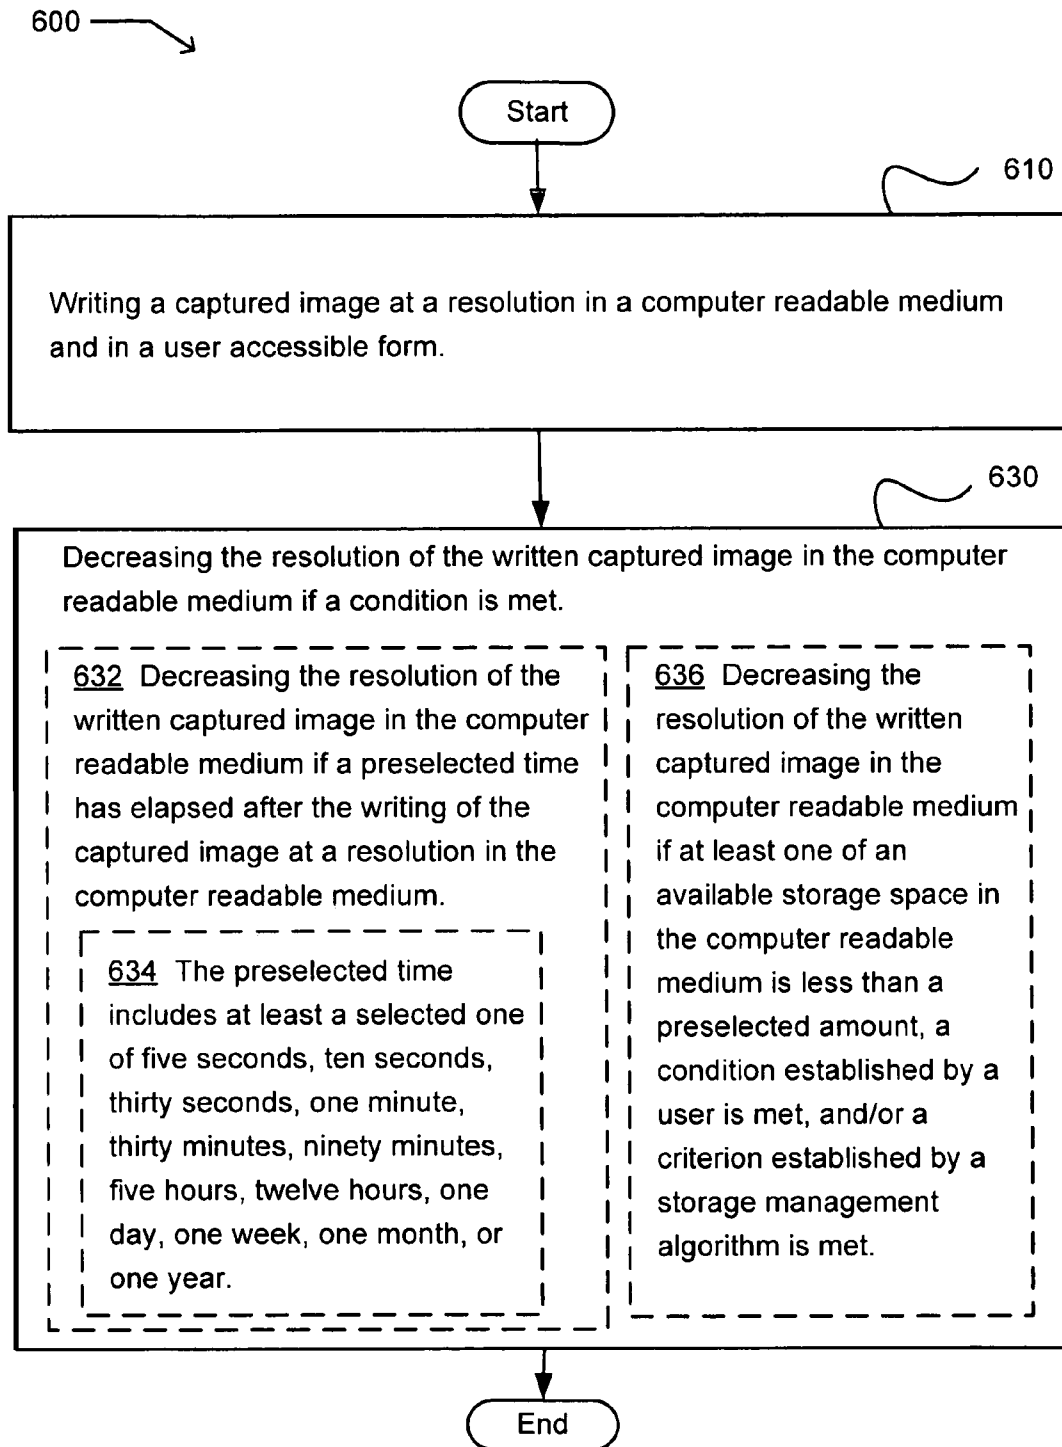 600
Start
610
Writing a captured image at a resolution in a computer readable medium
and in a user accessible form.
630
Decreasing the resolution of the written captured image in the computer
readable medium if a condition is met.
632 Decreasing the resolution of the
written captured image in the computer
readable medium if a preselected time
has elapsed after the writing of the
captured image at a resolution in the
computer readable medium.
634 The preselected time
includes at least a selected one
of five seconds, ten seconds,
thirty seconds, one minute,
thirty minutes, ninety minutes,
five hours, twelve hours, one
day, one week, one month, or
one year.
636 Decreasing the
resolution of the written
captured image in the
computer readable medium
if at least one of an
available storage space in
the computer readable
medium is less than a
preselected amount, a
condition established by a
user is met, and/or a
criterion established by a
storage management
algorithm is met.
End